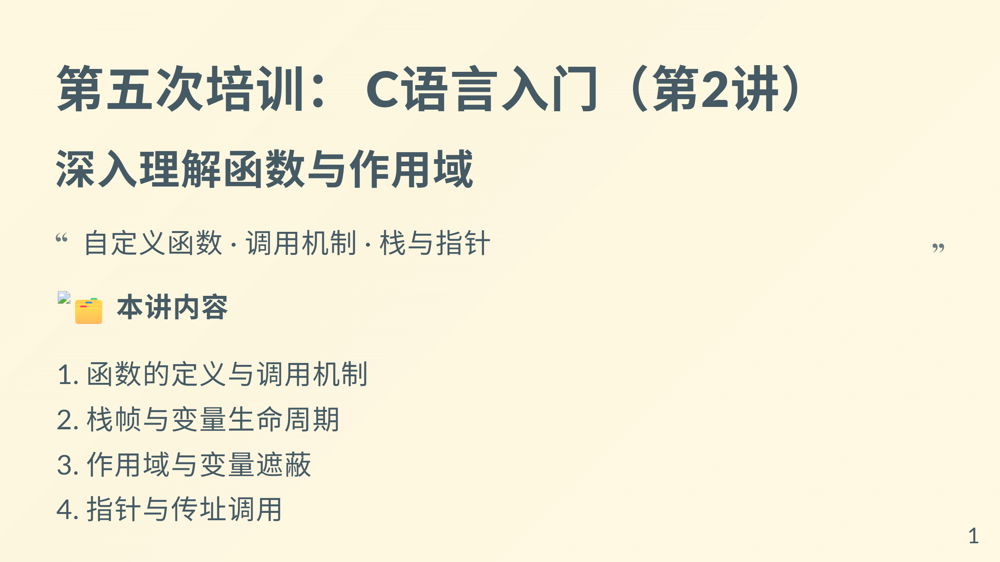 第五次培训： C语言入门（第2讲）
深入理解函数与作用域
“ 自定义函数 · 调用机制 · 栈与指针 ”
🗂️ 本讲内容
1. 函数的定义与调用机制
2. 栈帧与变量生命周期
3. 作用域与变量遮蔽
4. 指针与传址调用
1